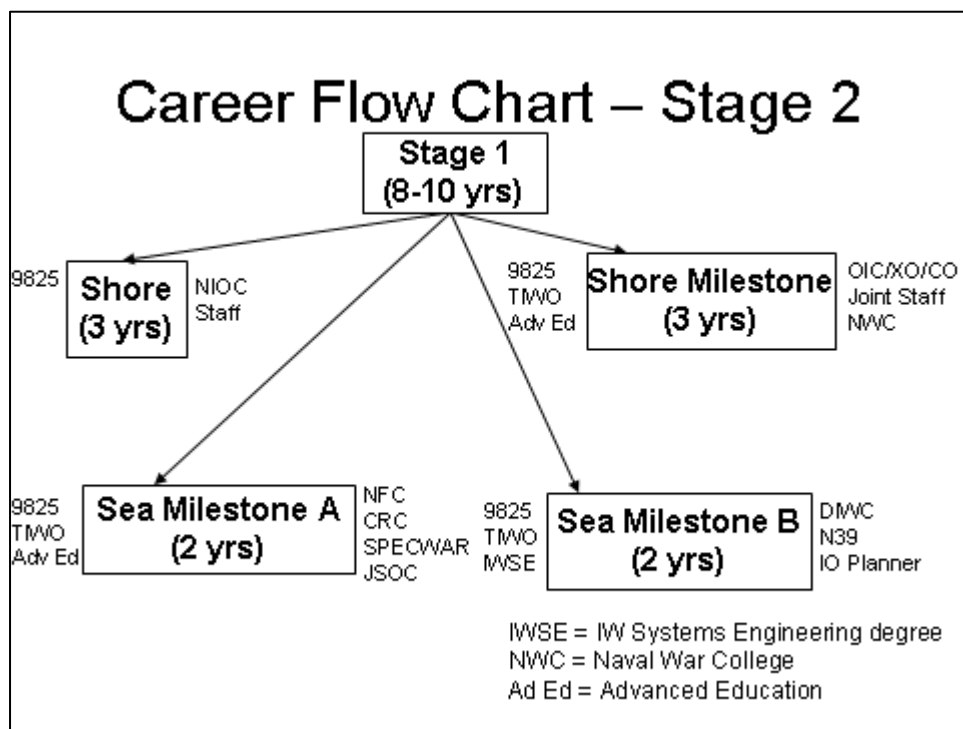 Career Flow Chart – Stage 2
Stage 1
(8-10 yrs)
9825
Shore
(3 yrs)
NIOC
Staff
9825
TIWO
Adv Ed
Shore Milestone
(3 yrs)
OIC/XO/CO
Joint Staff
NWC
9825
TIWO
Adv Ed
Sea Milestone A
(2 yrs)
NFC
CRC
SPECWAR
JSOC
9825
TIWO
IWSE
Sea Milestone B
(2 yrs)
DIWC
N39
IO Planner
IWSE = IW Systems Engineering degree
NWC = Naval War College
Ad Ed = Advanced Education